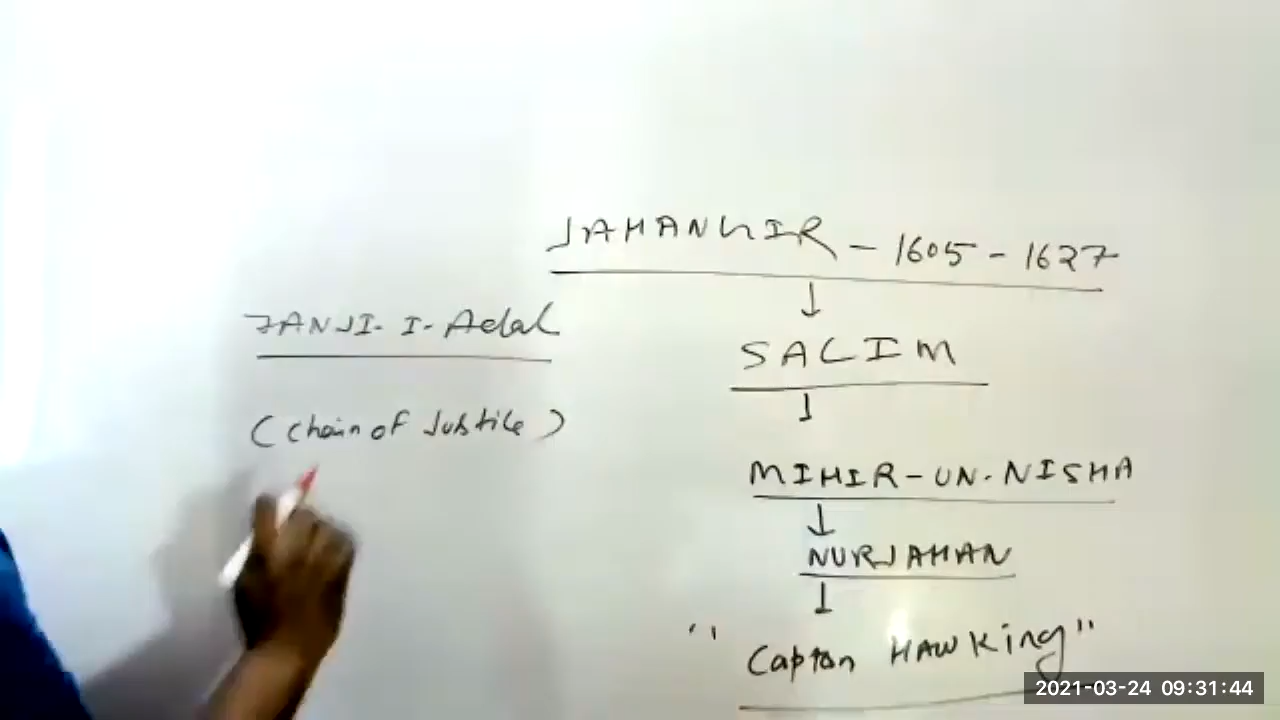 JAHANGIR - 1605 - 1627
ZANJI- I- Adal
SALIM
(Chain of Justice)
MIHIR-UN-NISHA
NURJAHAN
"Captan HAWKing"
2021-03-24 09:31:44